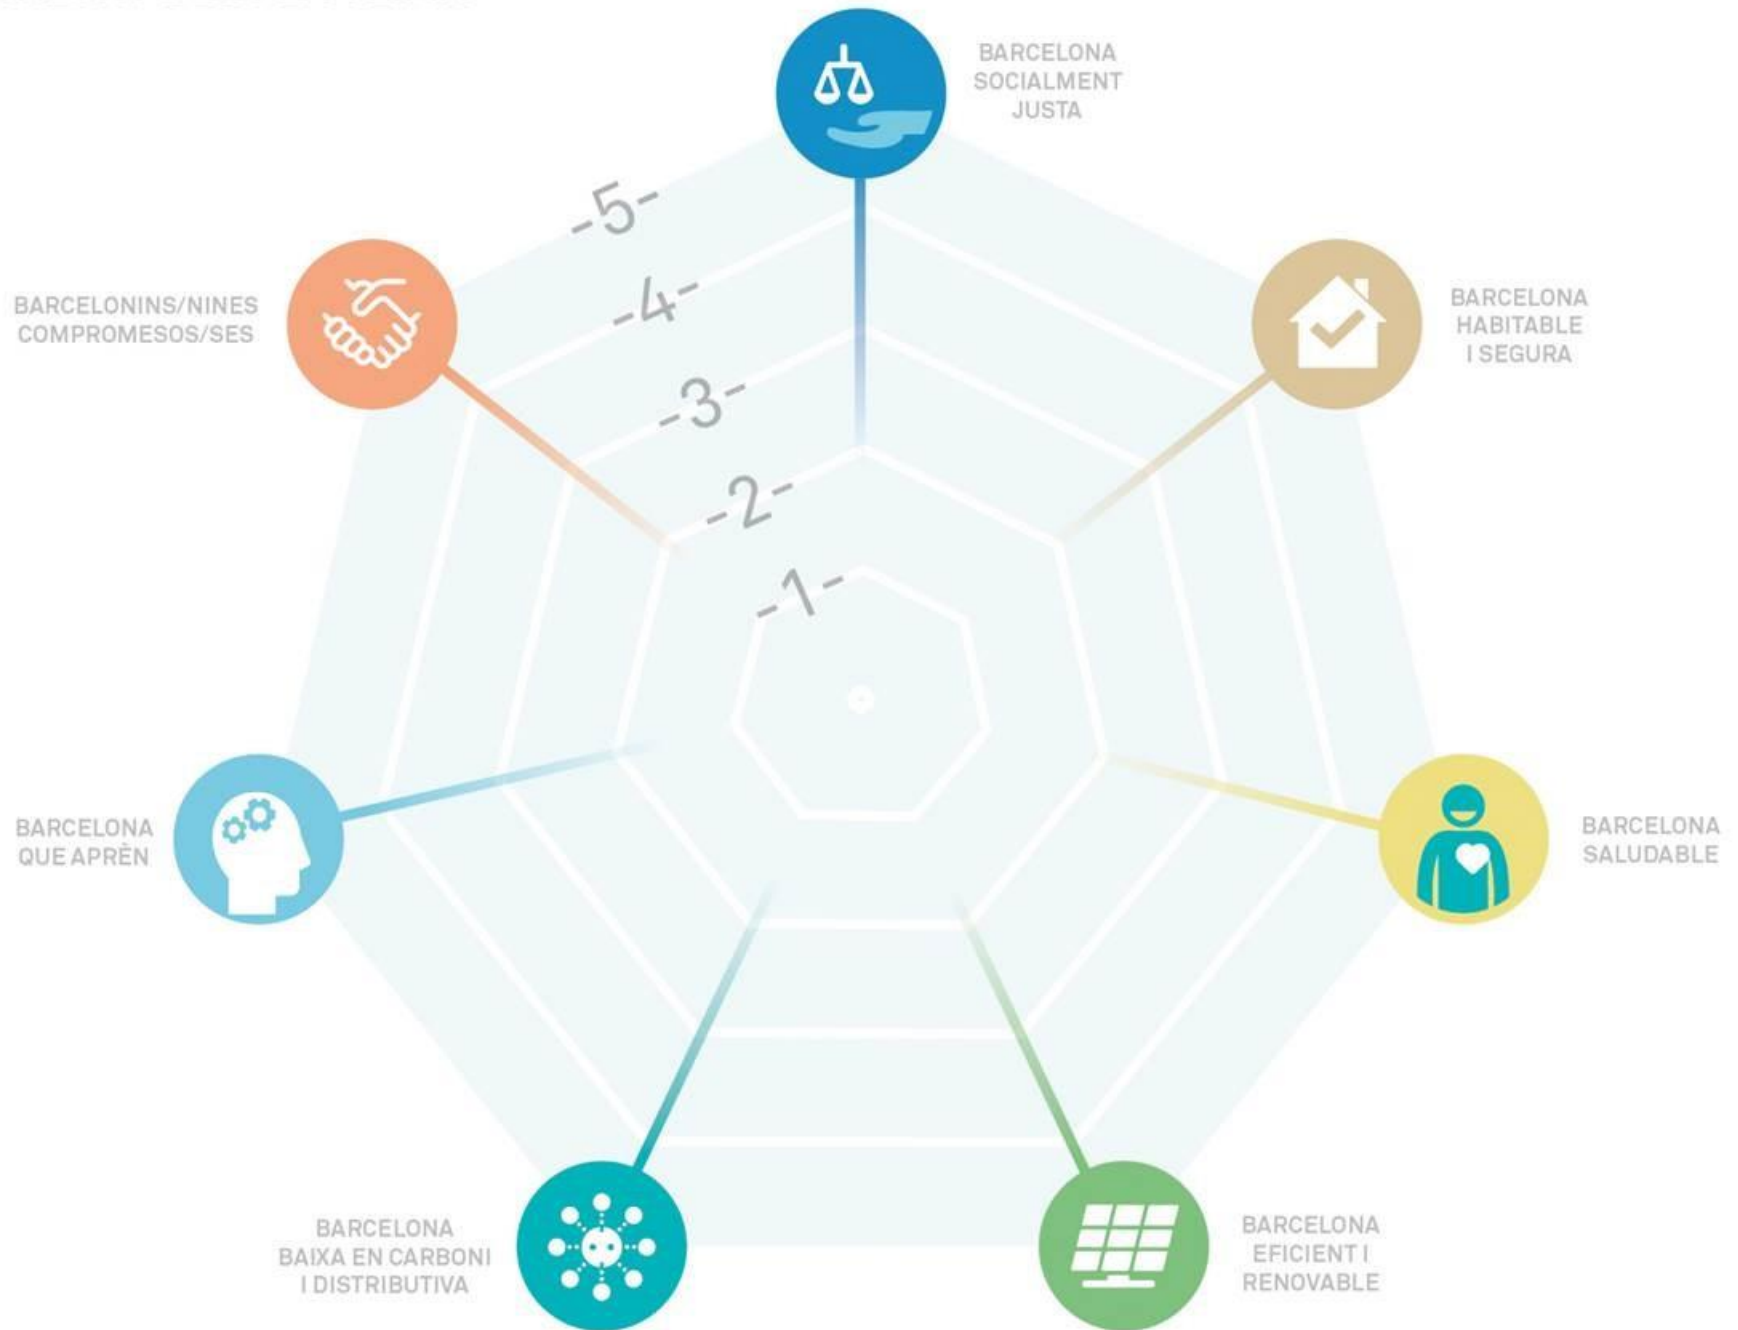 BARCELONA
SOCIALMENT
JUSTA
-5-
-4-
-3-
-2-
-1-
BARCELONINS/NINES
COMPROMESOS/SES
BARCELONA
HABITABLE
I SEGURA
BARCELONA
QUE APRÈN
BARCELONA
SALUDABLE
BARCELONA
BAIXA EN CARBONI
I DISTRIBUTIVA
BARCELONA
EFICIENT I
RENOVABLE